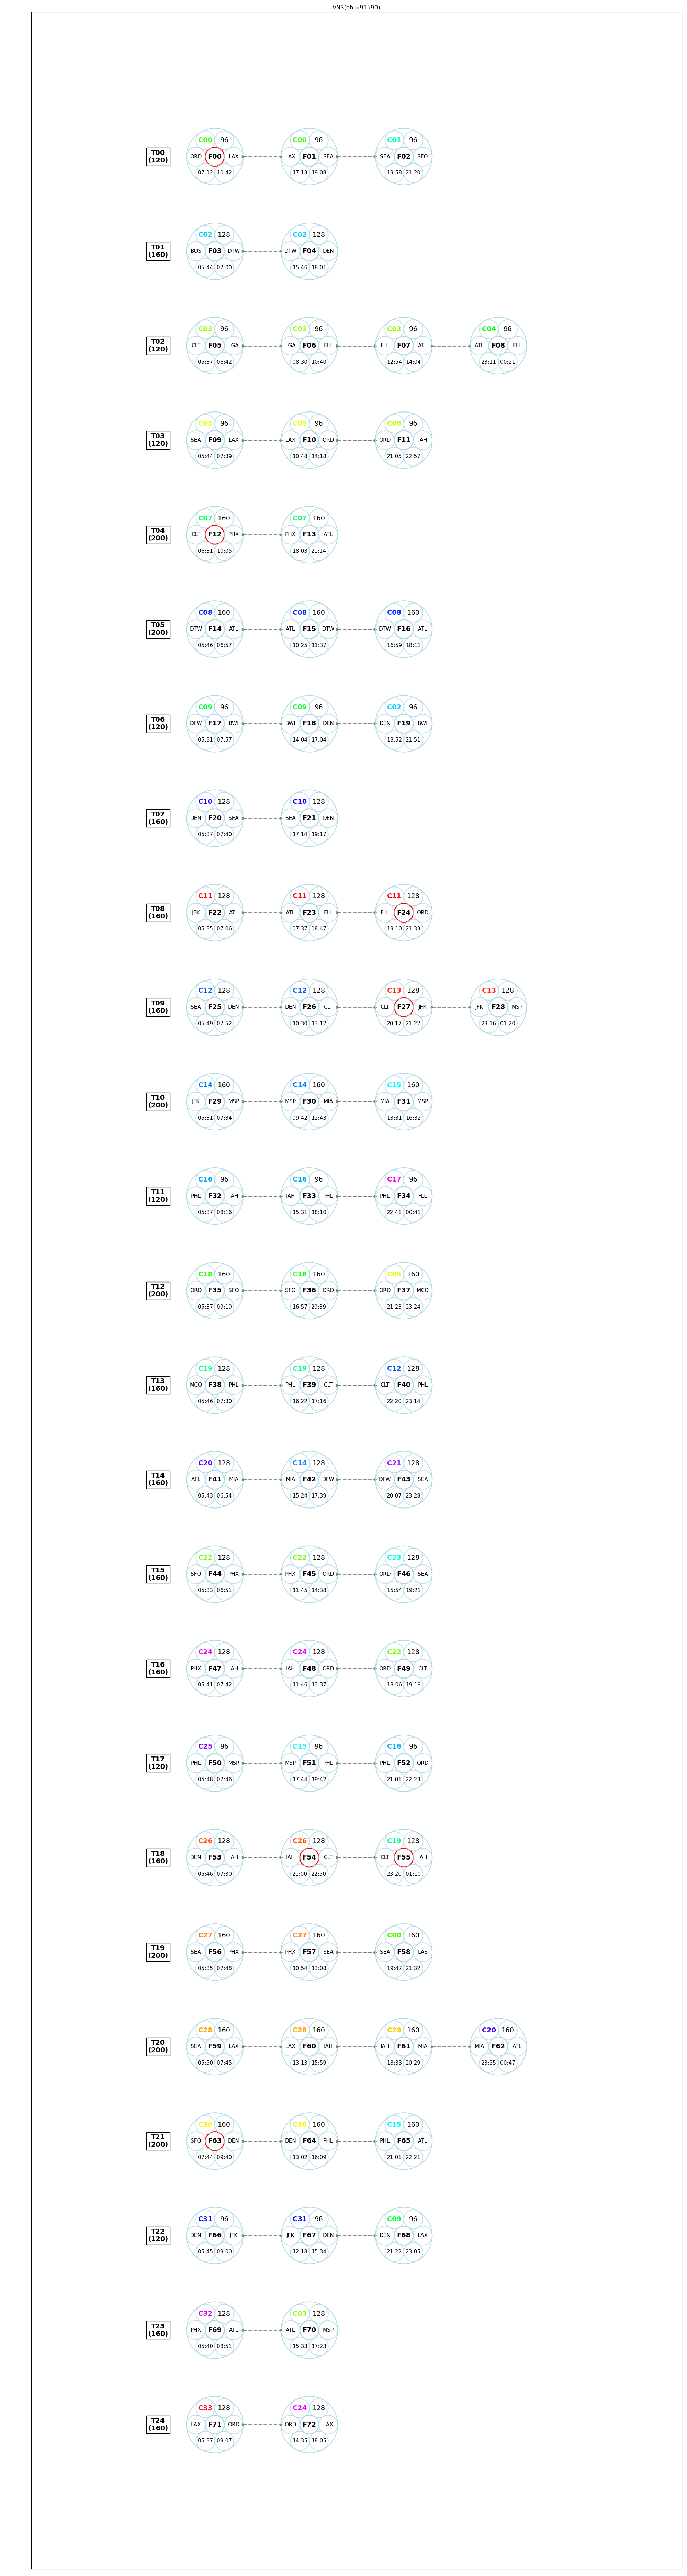 VNS(obj=91590)
C00 96 C00 96 C01 96
T00 (120) ORD F00 LAX LAX F01 SEA SEA F02 SFO
07:12 10:42 17:13 19:08 19:58 21:20
C02 128 C02 128
T01 (160) BOS F03 DTW DTW F04 DEN
05:44 07:00 15:46 18:01
C03 96 C03 96 C03 96 C04 96
T02 (120) CLT F05 LGA LGA F06 FLL FLL F07 ATL ATL F08 FLL
05:37 06:42 08:30 10:40 12:54 14:04 23:11 00:21
C05 96 C05 96 C06 96
T03 (120) SEA F09 LAX LAX F10 ORD ORD F11 IAH
05:44 07:39 10:48 14:18 21:05 22:57
C07 160 C07 160
T04 (200) CLT F12 PHX PHX F13 ATL
06:31 10:05 18:03 21:14
C08 160 C08 160 C08 160
T05 (200) DTW F14 ATL ATL F15 DTW DTW F16 ATL
05:46 06:57 10:25 11:37 16:59 18:11
C09 96 C09 96 C02 96
T06 (120) DFW F17 BWI BWI F18 DEN DEN F19 BWI
05:31 07:57 14:04 17:04 18:52 21:51
C10 128 C10 128
T07 (160) DEN F20 SEA SEA F21 DEN
05:37 07:40 17:14 19:17
C11 128 C11 128 C11 128
T08 (160) JFK F22 ATL ATL F23 FLL FLL F24 ORD
05:35 07:06 07:37 08:47 19:10 21:33
C12 128 C12 128 C13 128 C13 128
T09 (160) SEA F25 DEN DEN F26 CLT CLT F27 JFK JFK F28 MSP
05:49 07:52 10:30 13:12 20:17 21:22 23:16 01:20
C14 160 C14 160 C15 160
T10 (200) JFK F29 MSP MSP F30 MIA MIA F31 MSP
05:31 07:34 09:42 12:43 13:31 16:32
C16 96 C16 96 C17 96
T11 (120) PHL F32 IAH IAH F33 PHL PHL F34 FLL
05:37 08:16 15:31 18:10 22:41 00:41
C18 160 C18 160 C05 160
T12 (200) ORD F35 SFO SFO F36 ORD ORD F37 MCO
05:37 09:19 16:57 20:39 21:23 23:24
C19 128 C19 128 C12 128
T13 (160) MCO F38 PHL PHL F39 CLT CLT F40 PHL
05:46 07:30 16:22 17:16 22:20 23:14
C20 128 C14 128 C21 128
T14 (160) ATL F41 MIA MIA F42 DFW DFW F43 SEA
05:43 06:54 15:24 17:39 20:07 23:28
C22 128 C22 128 C23 128
T15 (160) SFO F44 PHX PHX F45 ORD ORD F46 SEA
05:33 06:51 11:45 14:38 15:54 19:21
C24 128 C24 128 C22 128
T16 (160) PHX F47 IAH IAH F48 ORD ORD F49 CLT
05:41 07:42 11:46 13:37 18:06 19:19
C25 96 C15 96 C16 96
T17 (120) PHL F50 MSP MSP F51 PHL PHL F52 ORD
05:48 07:46 17:44 19:42 21:01 22:23
C26 128 C26 128 C19 128
T18 (160) DEN F53 IAH IAH F54 CLT CLT F55 IAH
05:46 07:30 21:00 22:50 23:20 01:10
C27 160 C27 160 C00 160
T19 (200) SEA F56 PHX PHX F57 SEA SEA F58 LAS
05:35 07:48 10:54 13:08 19:47 21:32
C28 160 C28 160 C29 160 C20 160
T20 (200) SEA F59 LAX LAX F60 IAH IAH F61 MIA MIA F62 ATL
05:50 07:45 13:13 15:59 18:33 20:29 23:35 00:47
C30 160 C30 160 C15 160
T21 (200) SFO F63 DEN DEN F64 PHL PHL F65 ATL
07:44 09:40 13:02 16:09 21:01 22:21
C31 96 C31 96 C09 96
T22 (120) DEN F66 JFK JFK F67 DEN DEN F68 LAX
05:45 09:00 12:18 15:34 21:22 23:05
C32 128 C03 128
T23 (160) PHX F69 ATL ATL F70 MSP
05:40 08:51 15:33 17:23
C33 128 C24 128
T24 (160) LAX F71 ORD ORD F72 LAX
05:37 09:07 14:35 18:05